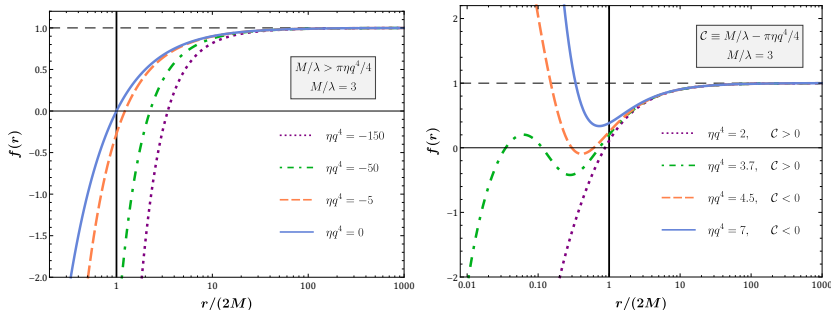 1.0
0.5
0.0
-0.5
-1.0
-1.5
-2.0
f(r)
M/λ > πηq⁴/4
M/λ = 3
ηq⁴ = −150
ηq⁴ = −50
ηq⁴ = −5
ηq⁴ = 0
1 10 100 1000
r/(2M)
2
1
0
−1
−2
f(r)
𝒞 ≡ M/λ − πηq⁴/4
M/λ = 3
ηq⁴ = 2, 𝒞 > 0
ηq⁴ = 3.7, 𝒞 > 0
ηq⁴ = 4.5, 𝒞 < 0
ηq⁴ = 7, 𝒞 < 0
0.01 0.10 1 10 100 1000
r/(2M)